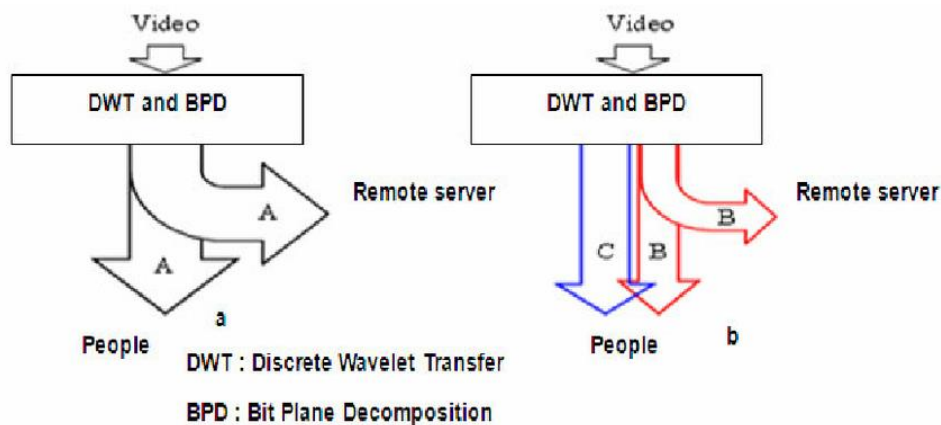 Video
Video
DWT and BPD
DWT and BPD
Remote server
Remote server
A
B
A
C
B
a
b
People
People
DWT : Discrete Wavelet Transfer
BPD : Bit Plane Decomposition